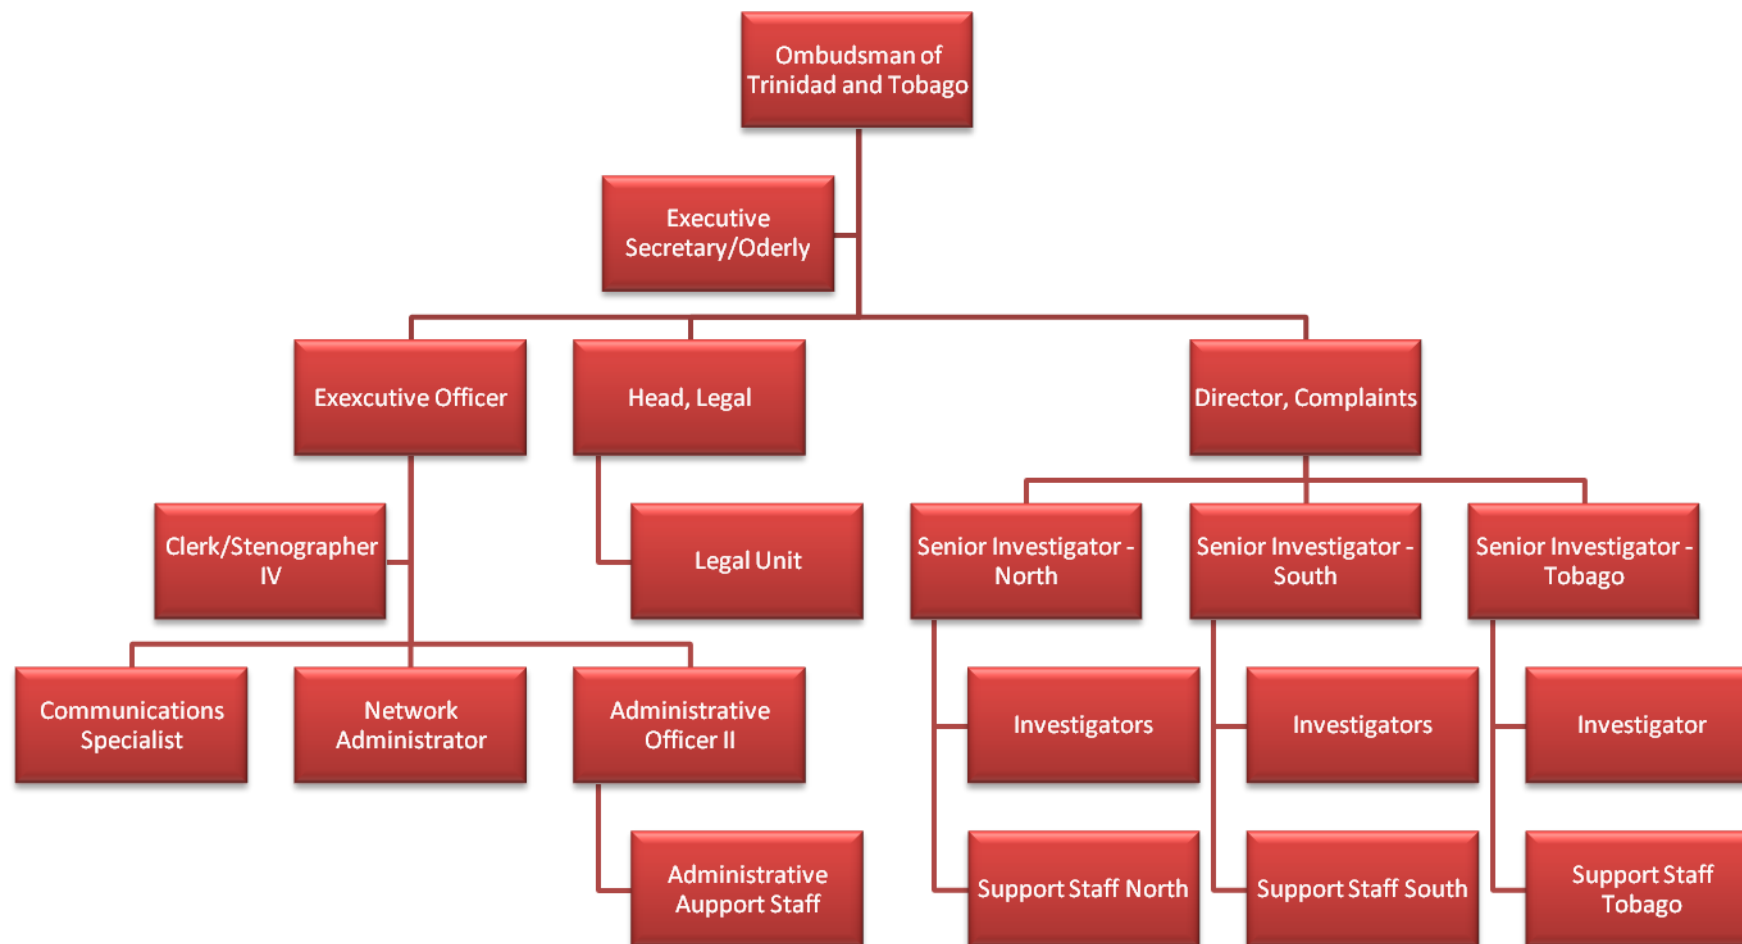 Ombudsman of
Trinidad and Tobago
Executive
Secretary/Oderly
Exexcutive Officer
Head, Legal
Director, Complaints
Clerk/Stenographer
IV
Legal Unit
Senior Investigator -
North
Senior Investigator -
South
Senior Investigator -
Tobago
Communications
Specialist
Network
Administrator
Administrative
Officer II
Investigators
Investigators
Investigator
Administrative
Aupport Staff
Support Staff North
Support Staff South
Support Staff
Tobago